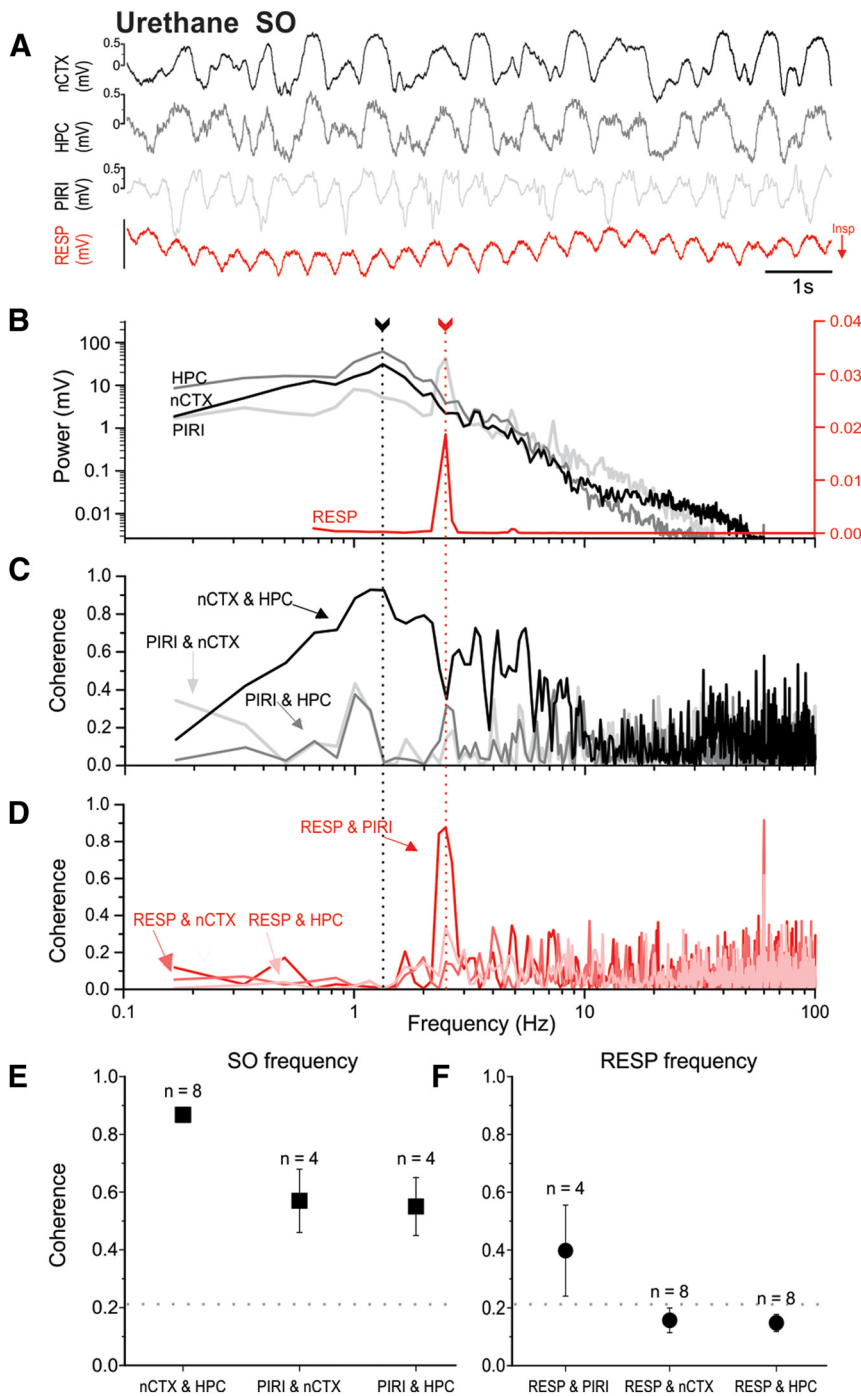 Urethane SO
A
0.5
0
nCTX
(mV)
0.5
0
HPC
(mV)
0.5
0
PIRI
(mV)
RESP
(mV)
Insp
1s
B
100
10
1
0.1
0.01
Power (mV)
HPC
nCTX
PIRI
RESP
0.04
0.03
0.02
0.01
0.00
C
1.0
0.8
0.6
0.4
0.2
0.0
Coherence
nCTX & HPC
PIRI & nCTX
PIRI & HPC
D
1.0
0.8
0.6
0.4
0.2
0.0
Coherence
RESP & PIRI
RESP & nCTX
RESP & HPC
0.1
1
10
100
Frequency (Hz)
E
SO frequency
1.0
0.8
0.6
0.4
0.2
0.0
Coherence
n = 8
n = 4
n = 4
nCTX & HPC
PIRI & nCTX
PIRI & HPC
F
RESP frequency
1.0
0.8
0.6
0.4
0.2
0.0
n = 4
n = 8
n = 8
RESP & PIRI
RESP & nCTX
RESP & HPC